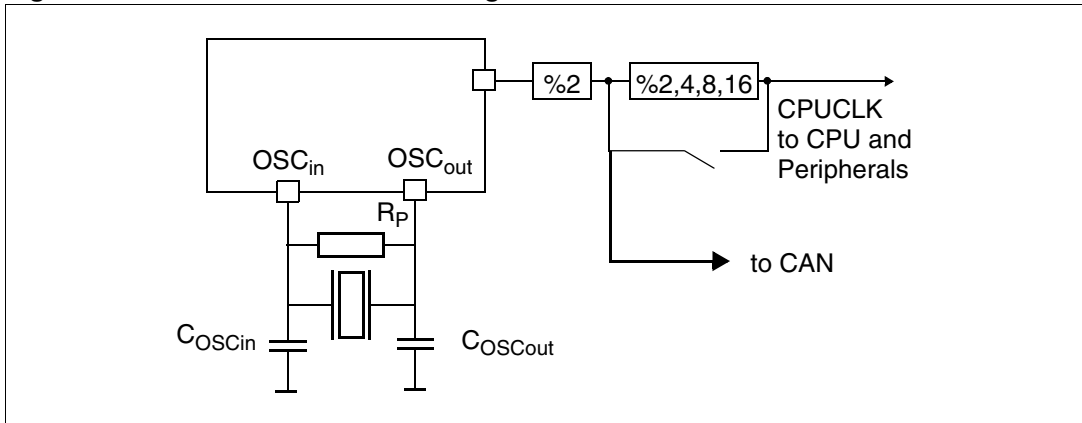 %2
%2,4,8,16
CPUCLK
to CPU and
Peripherals
OSCin
OSCout
RP
to CAN
COSCin
COSCout